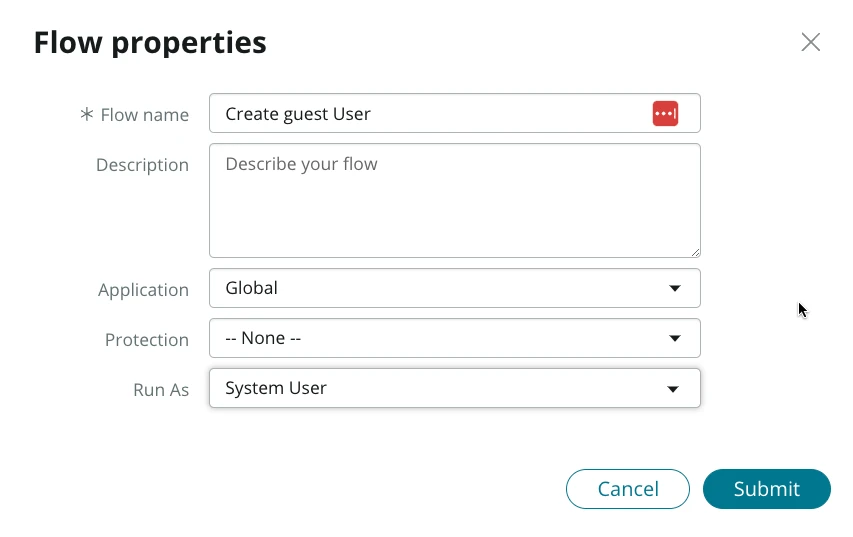 Flow properties
* Flow name
Create guest User
Description
Describe your flow
Application
Global
Protection
-- None --
Run As
System User
Cancel
Submit